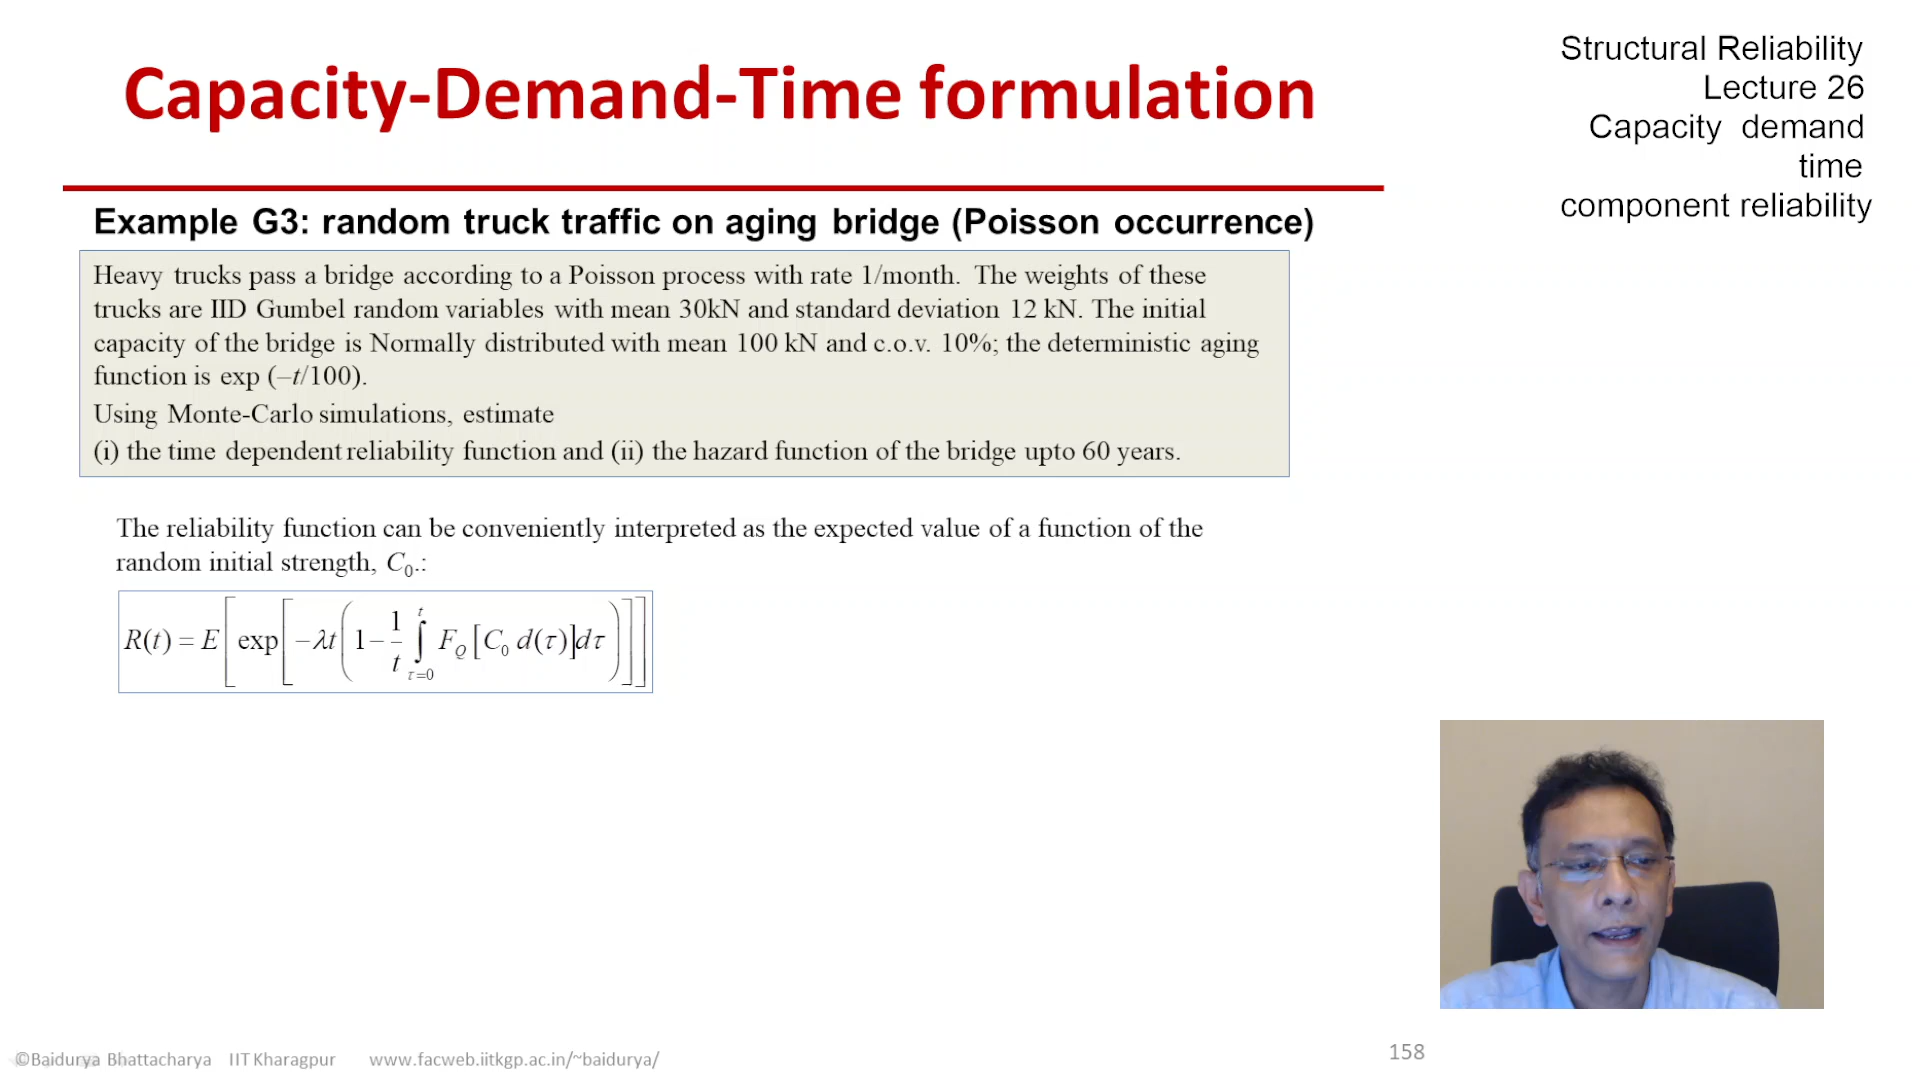 Capacity-Demand-Time formulation
Structural Reliability
Lecture 26
Capacity demand
time
component reliability
Example G3: random truck traffic on aging bridge (Poisson occurrence)
Heavy trucks pass a bridge according to a Poisson process with rate 1/month. The weights of these
trucks are IID Gumbel random variables with mean 30kN and standard deviation 12 kN. The initial
capacity of the bridge is Normally distributed with mean 100 kN and c.o.v. 10%; the deterministic aging
function is exp (–t/100).
Using Monte-Carlo simulations, estimate
(i) the time dependent reliability function and (ii) the hazard function of the bridge upto 60 years.
The reliability function can be conveniently interpreted as the expected value of a function of the
random initial strength, C₀.:
R(t) = E[exp[−λt(1−1/t ∫_{τ=0}^{t} F_Q[C₀ d(τ)]dτ)]]
©Baidurya Bhattacharya IIT Kharagpur www.facweb.iitkgp.ac.in/~baidurya/
158